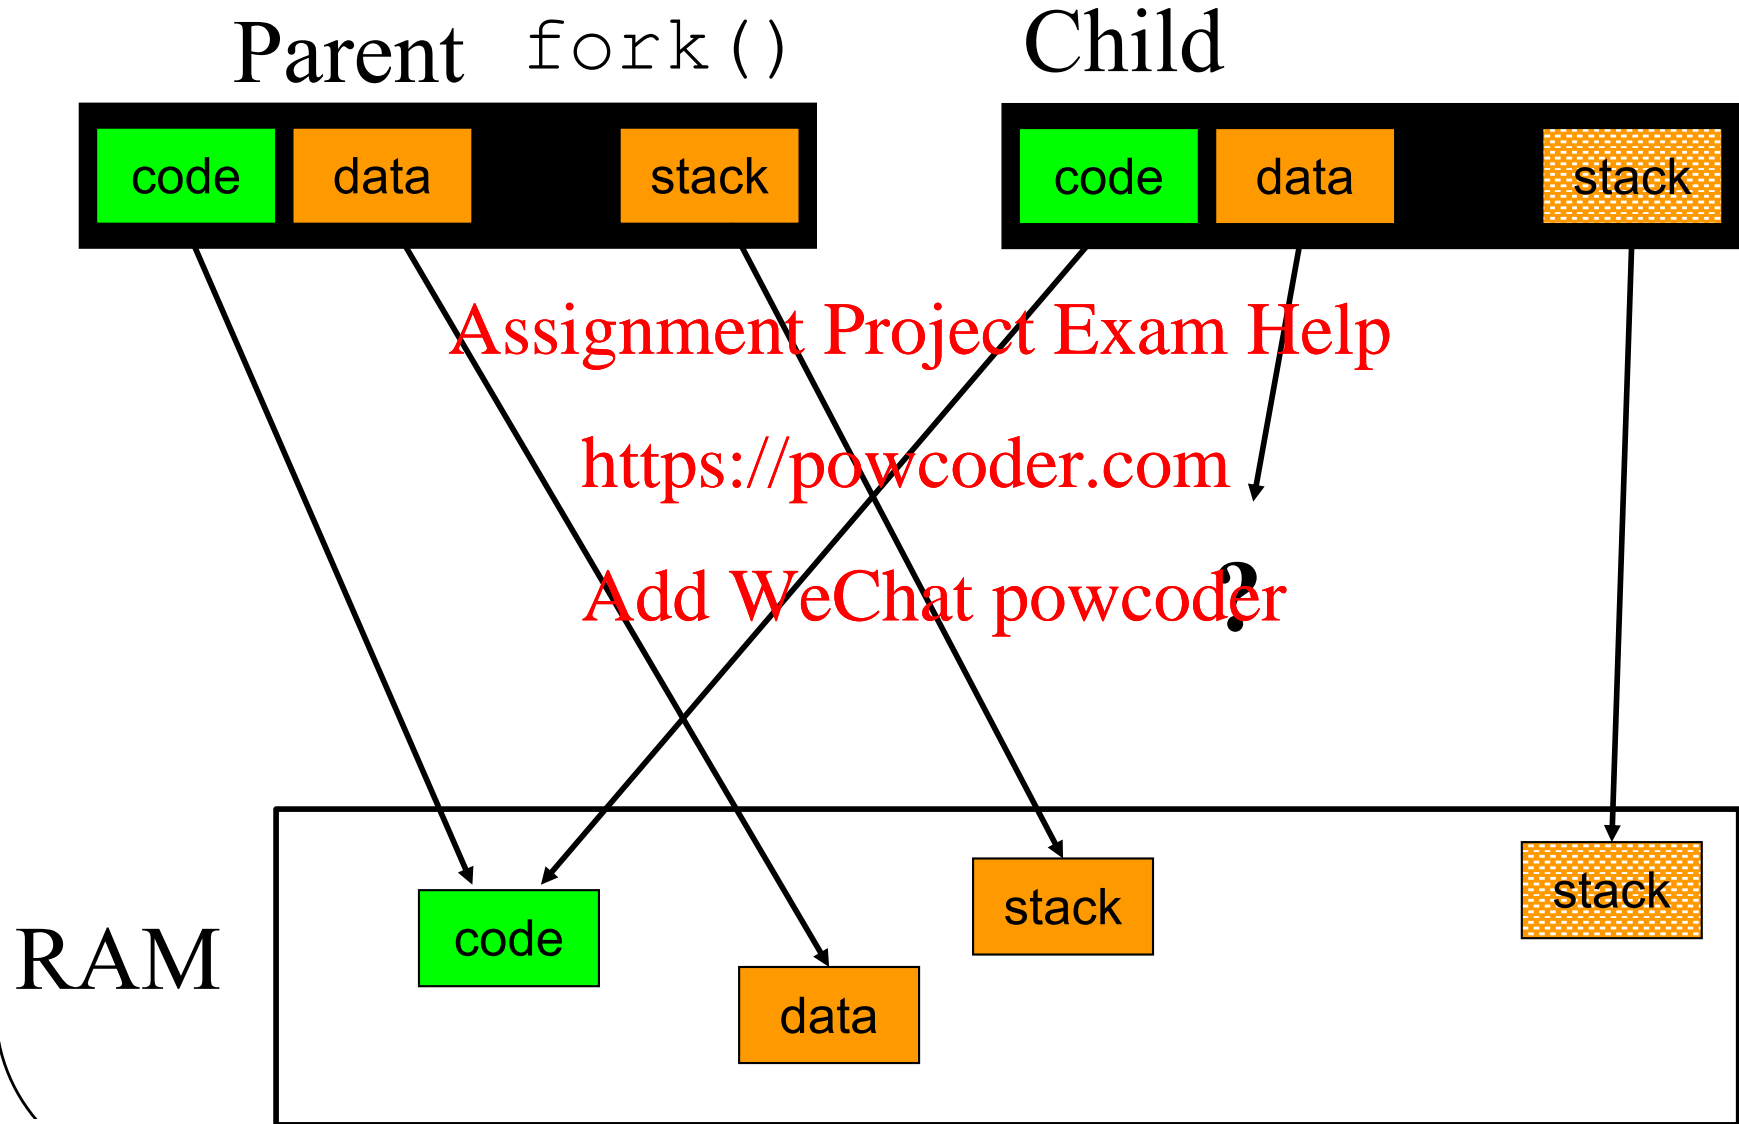 Parent fork() Child
code data stack code data stack
Assignment Project Exam Help
https://powcoder.com
?
Add WeChat powcoder
stack
stack
code
RAM
data